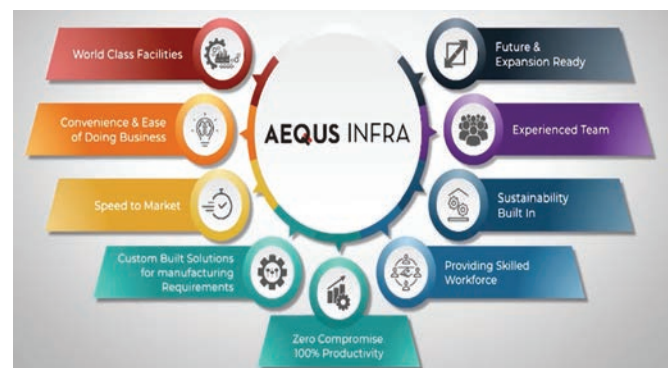 World Class Facilities
Convenience & Ease
of Doing Business
Speed to Market
Custom Built Solutions
for manufacturing
Requirements
Zero Compromise
100% Productivity
AEQUS INFRA
Future &
Expansion Ready
Experienced Team
Sustainability
Built In
Providing Skilled
Workforce